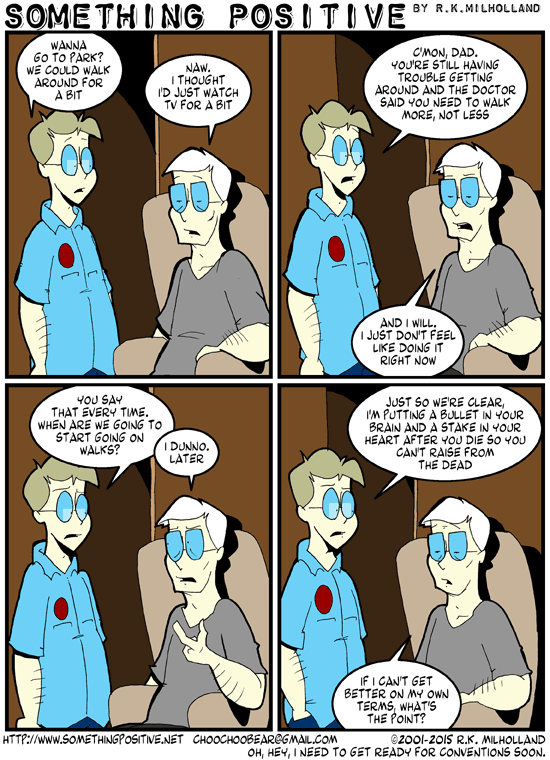 SOMETHING POSITIVE BY R.K.MILHOLLAND
WANNA
GO TO PARK?
WE COULD WALK
AROUND FOR
A BIT
NAW.
I THOUGHT
I'D JUST WATCH
TV FOR A BIT
C'MON, DAD.
YOU'RE STILL HAVING
TROUBLE GETTING
AROUND AND THE DOCTOR
SAID YOU NEED TO WALK
MORE, NOT LESS
AND I WILL.
I JUST DON'T FEEL
LIKE DOING IT
RIGHT NOW
YOU SAY
THAT EVERY TIME.
WHEN ARE WE GOING TO
START GOING ON
WALKS?
I DUNNO.
LATER
JUST SO WE'RE CLEAR,
I'M PUTTING A BULLET IN YOUR
BRAIN AND A STAKE IN YOUR
HEART AFTER YOU DIE SO YOU
CAN'T RAISE FROM
THE DEAD
IF I CAN'T GET
BETTER ON MY OWN
TERMS, WHAT'S
THE POINT?
HTTP://WWW.SOMETHINGPOSITIVE.NET CHOOCHOOBEAR@GMAIL.COM ©2001-2015 R.K. MILHOLLAND
OH, HEY, I NEED TO GET READY FOR CONVENTIONS SOON.